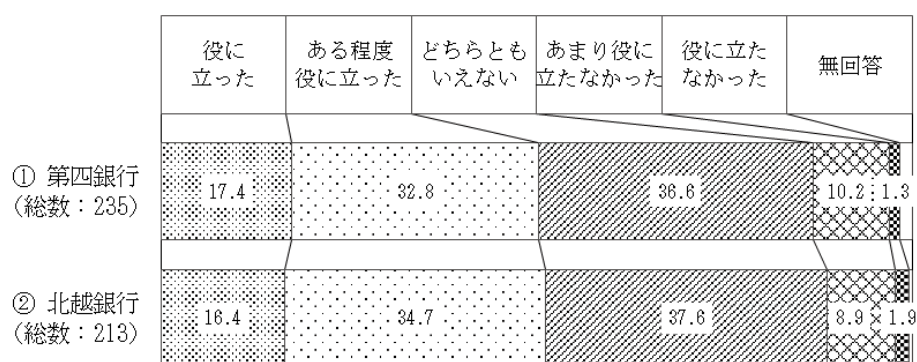 役に
立った
ある程度
役に立った
どちらとも
いえない
あまり役に
立たなかった
役に立た
なかった
無回答
① 第四銀行
(総数：235)
17.4
32.8
36.6
10.2
1.3
② 北越銀行
(総数：213)
16.4
34.7
37.6
8.9
1.9